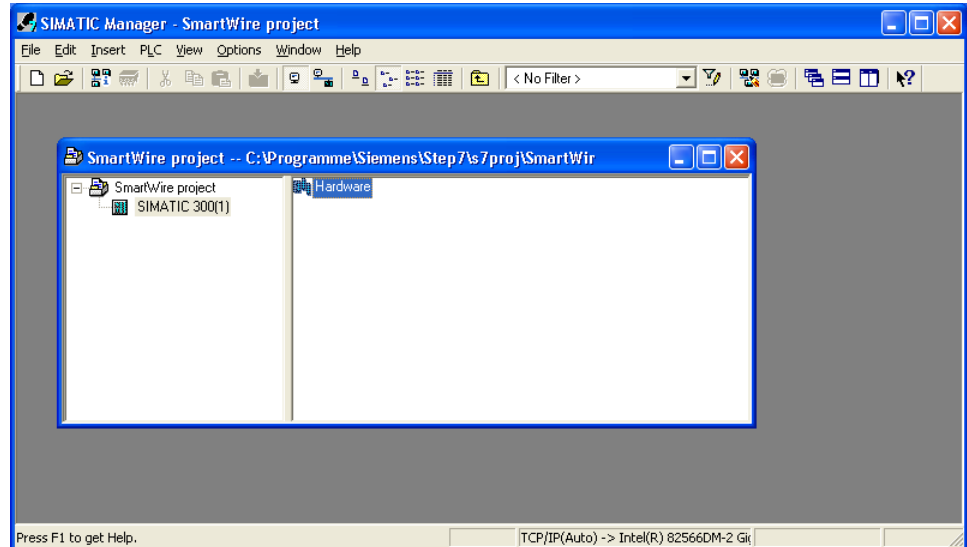 SIMATIC Manager - SmartWire project
File Edit Insert PLC View Options Window Help
< No Filter >
SmartWire project -- C:\Programme\Siemens\Step7\s7proj\SmartWir
SmartWire project
Hardware
SIMATIC 300(1)
Press F1 to get Help.
TCP/IP(Auto) -> Intel(R) 82566DM-2 Gig